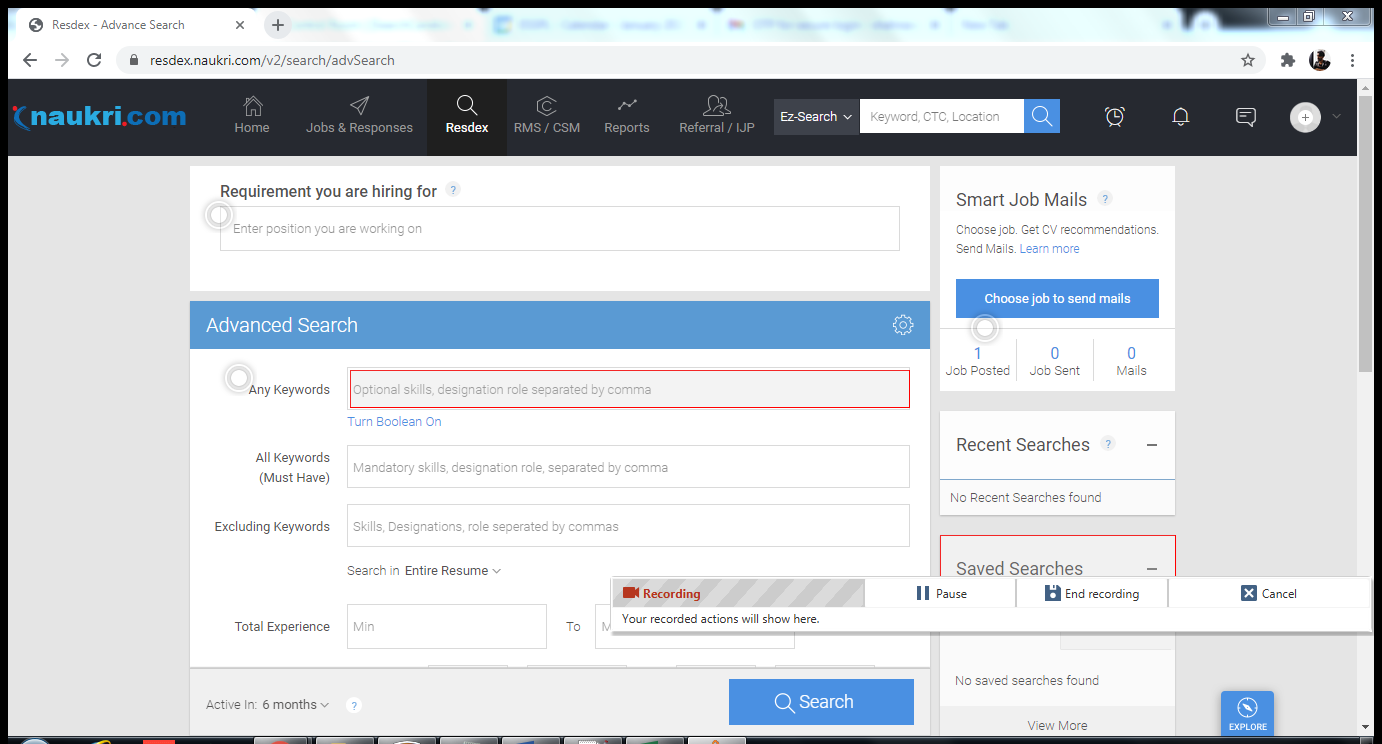 Resdex - Advance Search
resdex.naukri.com/v2/search/advSearch
naukri.com
Home
Jobs & Responses
Resdex
RMS / CSM
Reports
Referral / IJP
Ez-Search
Keyword, CTC, Location
Requirement you are hiring for ?
Enter position you are working on
Advanced Search
Any Keywords
Optional skills, designation role separated by comma
Turn Boolean On
All Keywords
(Must Have)
Mandatory skills, designation role, separated by comma
Excluding Keywords
Skills, Designations, role seperated by commas
Search in Entire Resume
Total Experience
Min
To
Active In: 6 months ?
Search
Smart Job Mails ?
Choose job. Get CV recommendations.
Send Mails. Learn more
Choose job to send mails
1
Job Posted
0
Job Sent
0
Mails
Recent Searches ?
No Recent Searches found
Saved Searches
Recording
Pause
End recording
Cancel
Your recorded actions will show here.
No saved searches found
View More
EXPLORE